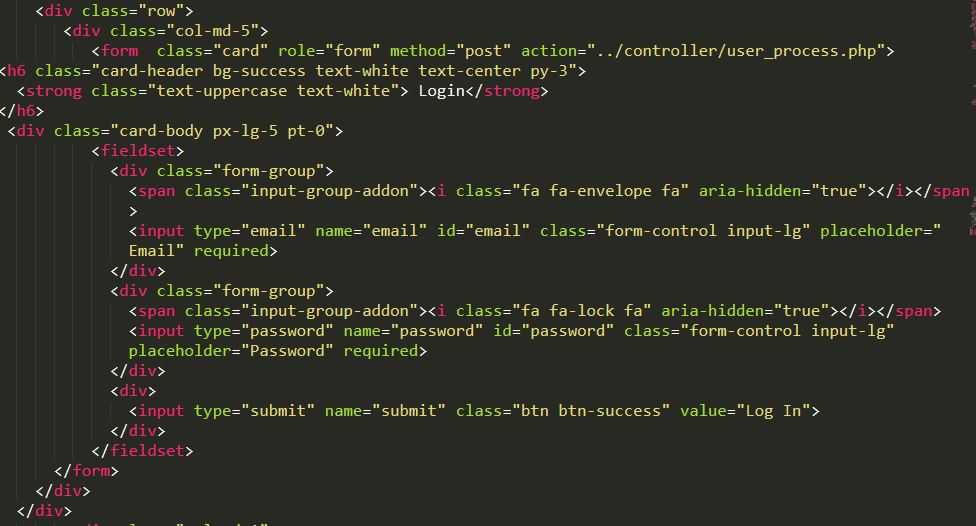 <div class="row">
<div class="col-md-5">
<form  class="card" role="form" method="post" action="../controller/user_process.php">
<h6 class="card-header bg-success text-white text-center py-3">
<strong class="text-uppercase text-white"> Login</strong>
</h6>
<div class="card-body px-lg-5 pt-0">
<fieldset>
<div class="form-group">
<span class="input-group-addon"><i class="fa fa-envelope fa" aria-hidden="true"></i></span
>
<input type="email" name="email" id="email" class="form-control input-lg" placeholder="
Email" required>
</div>
<div class="form-group">
<span class="input-group-addon"><i class="fa fa-lock fa" aria-hidden="true"></i></span>
<input type="password" name="password" id="password" class="form-control input-lg"
placeholder="Password" required>
</div>
<div>
<input type="submit" name="submit" class="btn btn-success" value="Log In">
</div>
</fieldset>
</form>
</div>
</div>